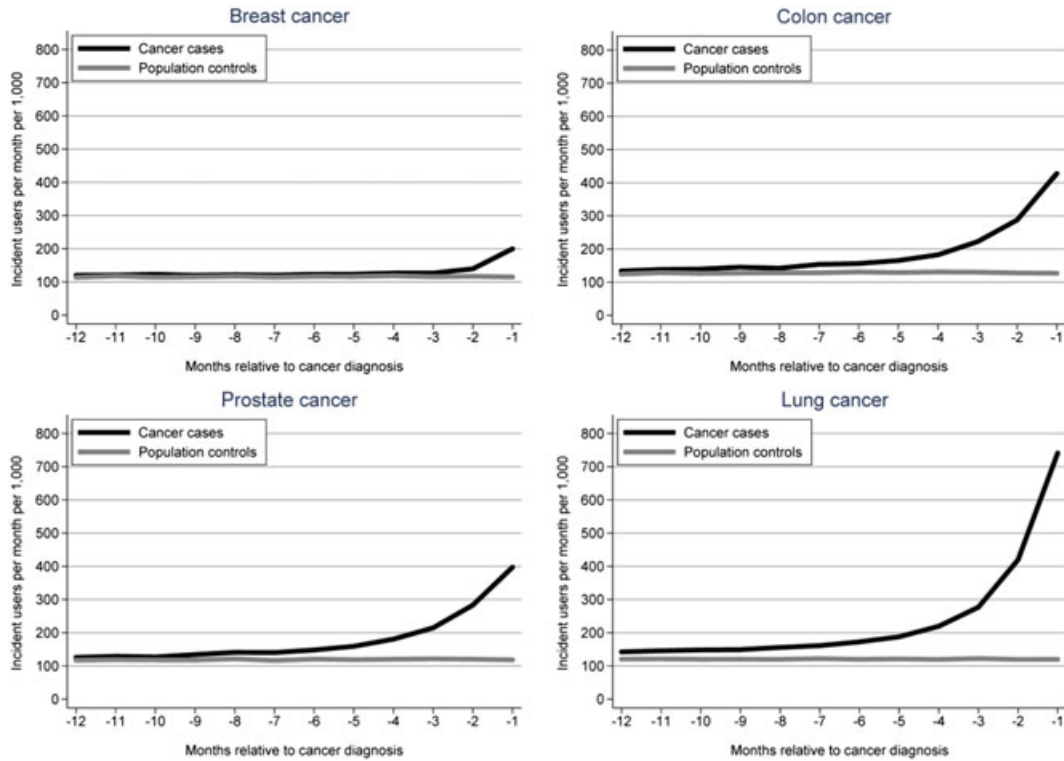 Breast cancer
Incident users per month per 1,000
800
700
600
500
400
300
200
100
0
Cancer cases
Population controls
-12 -11 -10 -9 -8 -7 -6 -5 -4 -3 -2 -1
Months relative to cancer diagnosis
Colon cancer
Incident users per month per 1,000
800
700
600
500
400
300
200
100
0
Cancer cases
Population controls
-12 -11 -10 -9 -8 -7 -6 -5 -4 -3 -2 -1
Months relative to cancer diagnosis
Prostate cancer
Incident users per month per 1,000
800
700
600
500
400
300
200
100
0
Cancer cases
Population controls
-12 -11 -10 -9 -8 -7 -6 -5 -4 -3 -2 -1
Months relative to cancer diagnosis
Lung cancer
Incident users per month per 1,000
800
700
600
500
400
300
200
100
0
Cancer cases
Population controls
-12 -11 -10 -9 -8 -7 -6 -5 -4 -3 -2 -1
Months relative to cancer diagnosis